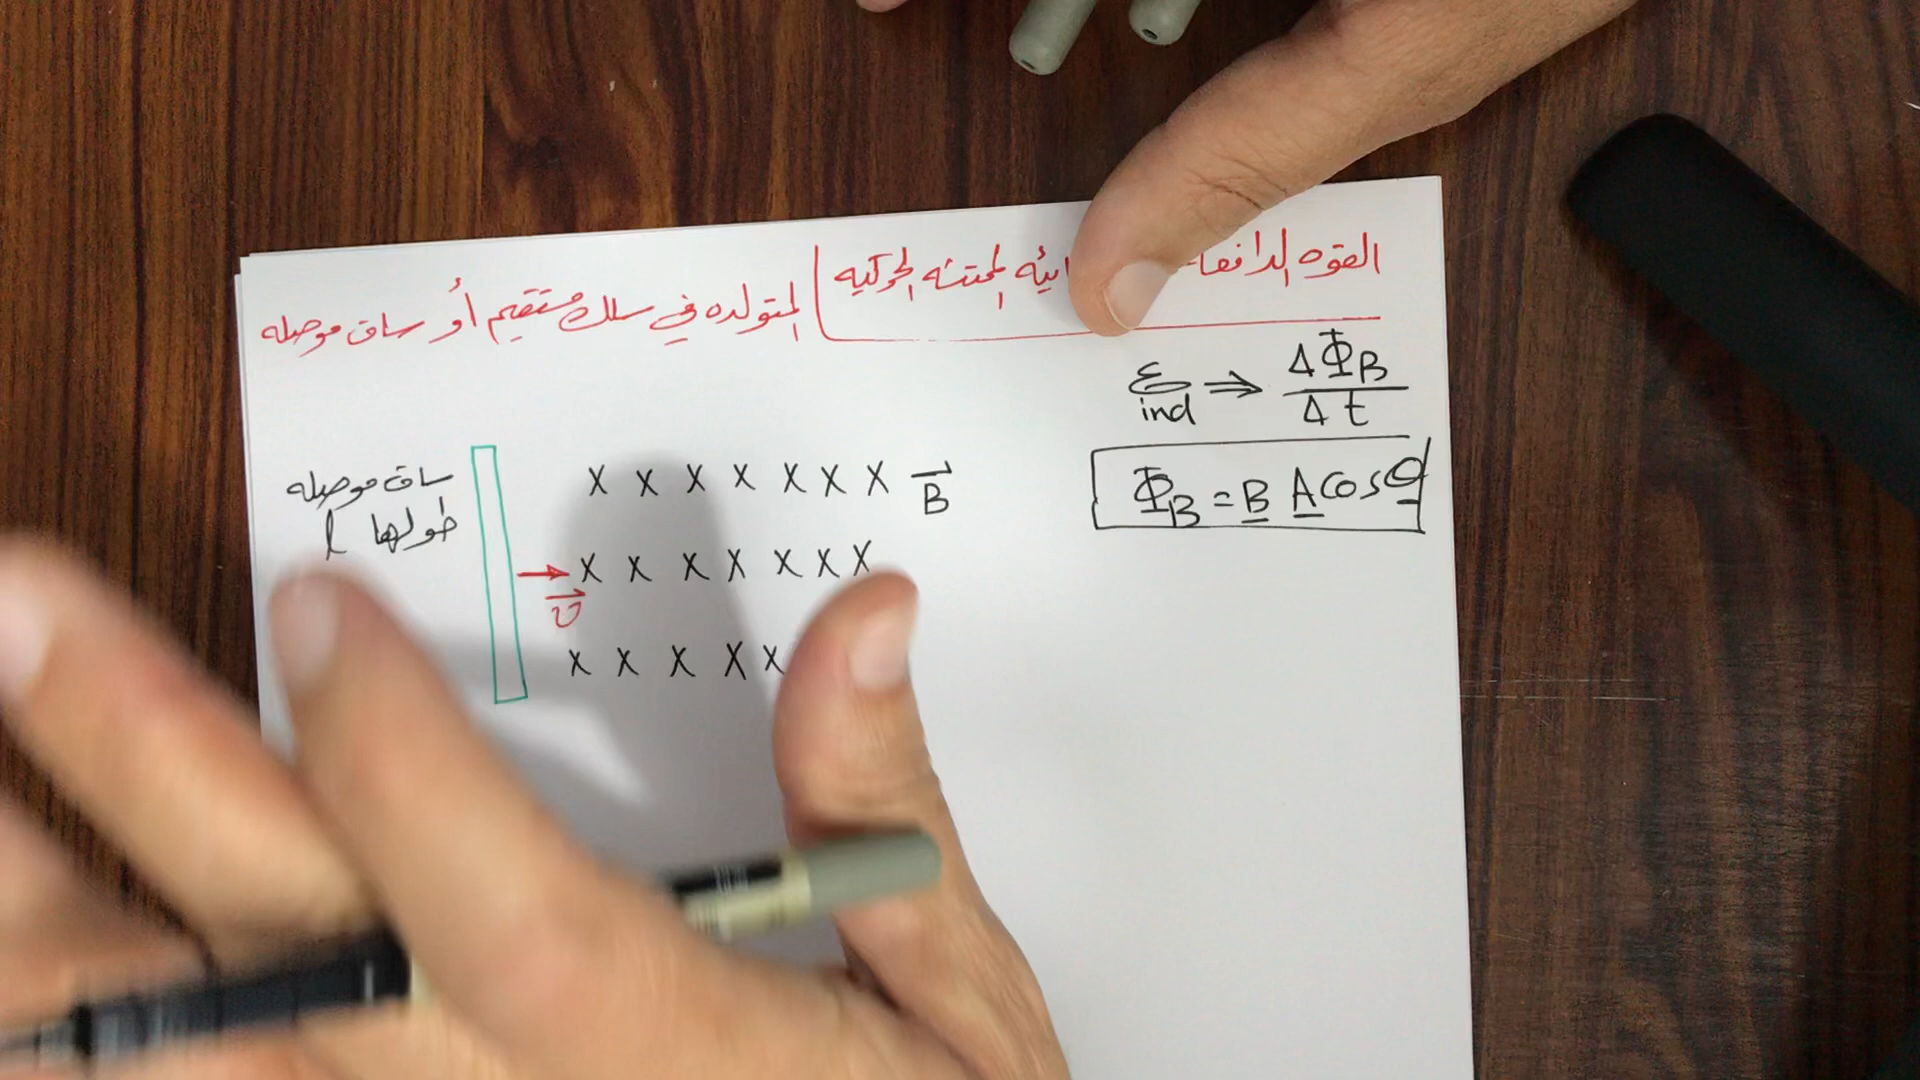 القوه الدافعة المحتثه الحركيه المتولده في سلك مستقيم أو ساق موصله
ε ind ⇒ ΔΦB / Δt
ΦB = B A cosθ
ساق موصله
طولها l
x x x x x x x B
v x x x x x x x
x x x x x